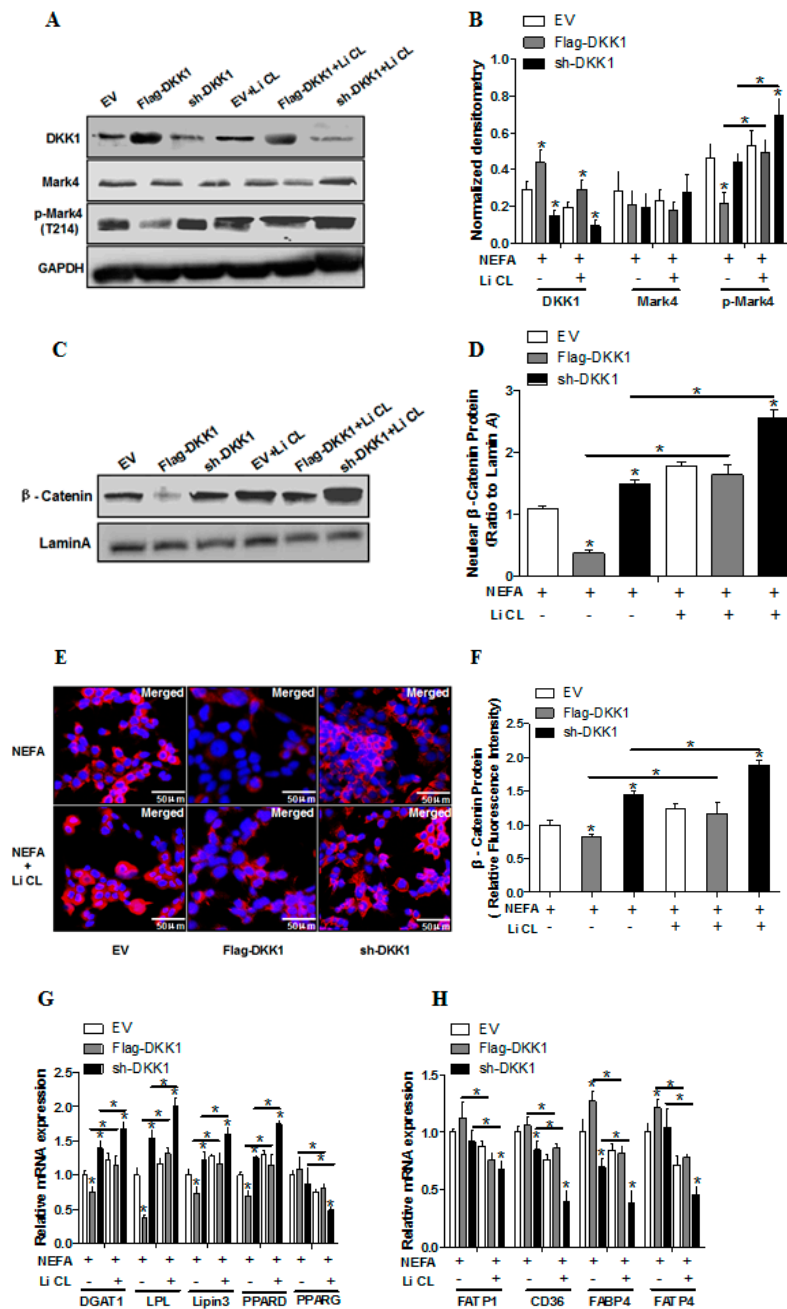 A
EV
Flag-DKK1
sh-DKK1
EV+Li CL
Flag-DKK1+Li CL
sh-DKK1+Li CL
DKK1
Mark4
p-Mark4
(T214)
GAPDH
B
EV
Flag-DKK1
sh-DKK1
Normalized densitometry
1.0
0.8
0.6
0.4
0.2
0.0
* * * * * * * * *
NEFA + + + + + +
Li CL - + - + - +
DKK1 Mark4 p-Mark4
C
EV
Flag-DKK1
sh-DKK1
EV+Li CL
Flag-DKK1+Li CL
sh-DKK1+Li CL
β - Catenin
LaminA
D
EV
Flag-DKK1
sh-DKK1
Neulear β -Catenin Protein
(Ratio to Lamin A)
3
2
1
0
* * * * *
NEFA + + + + + +
Li CL - - - + + +
E
Merged Merged Merged
NEFA
50μm 50μm 50μm
Merged Merged Merged
NEFA
+
Li CL
50μm 50μm 50μm
EV Flag-DKK1 sh-DKK1
F
EV
Flag-DKK1
sh-DKK1
β - Catenin Protein
( Relative Fluorescence Intensity)
2.0
1.5
1.0
0.5
0.0
* * * * *
NEFA + + + + + +
Li CL - - - + + +
G
EV
Flag-DKK1
sh-DKK1
Relative mRNA expression
2.5
2.0
1.5
1.0
0.5
0.0
NEFA + + + + + + + + + +
Li CL - + - + - + - + - +
DGAT1 LPL Lipin3 PPARD PPARG
H
EV
Flag-DKK1
sh-DKK1
Relative mRNA expression
1.5
1.0
0.5
0.0
NEFA + + + + + + + +
Li CL - + - + - + - +
FATP1 CD36 FABP4 FATP4